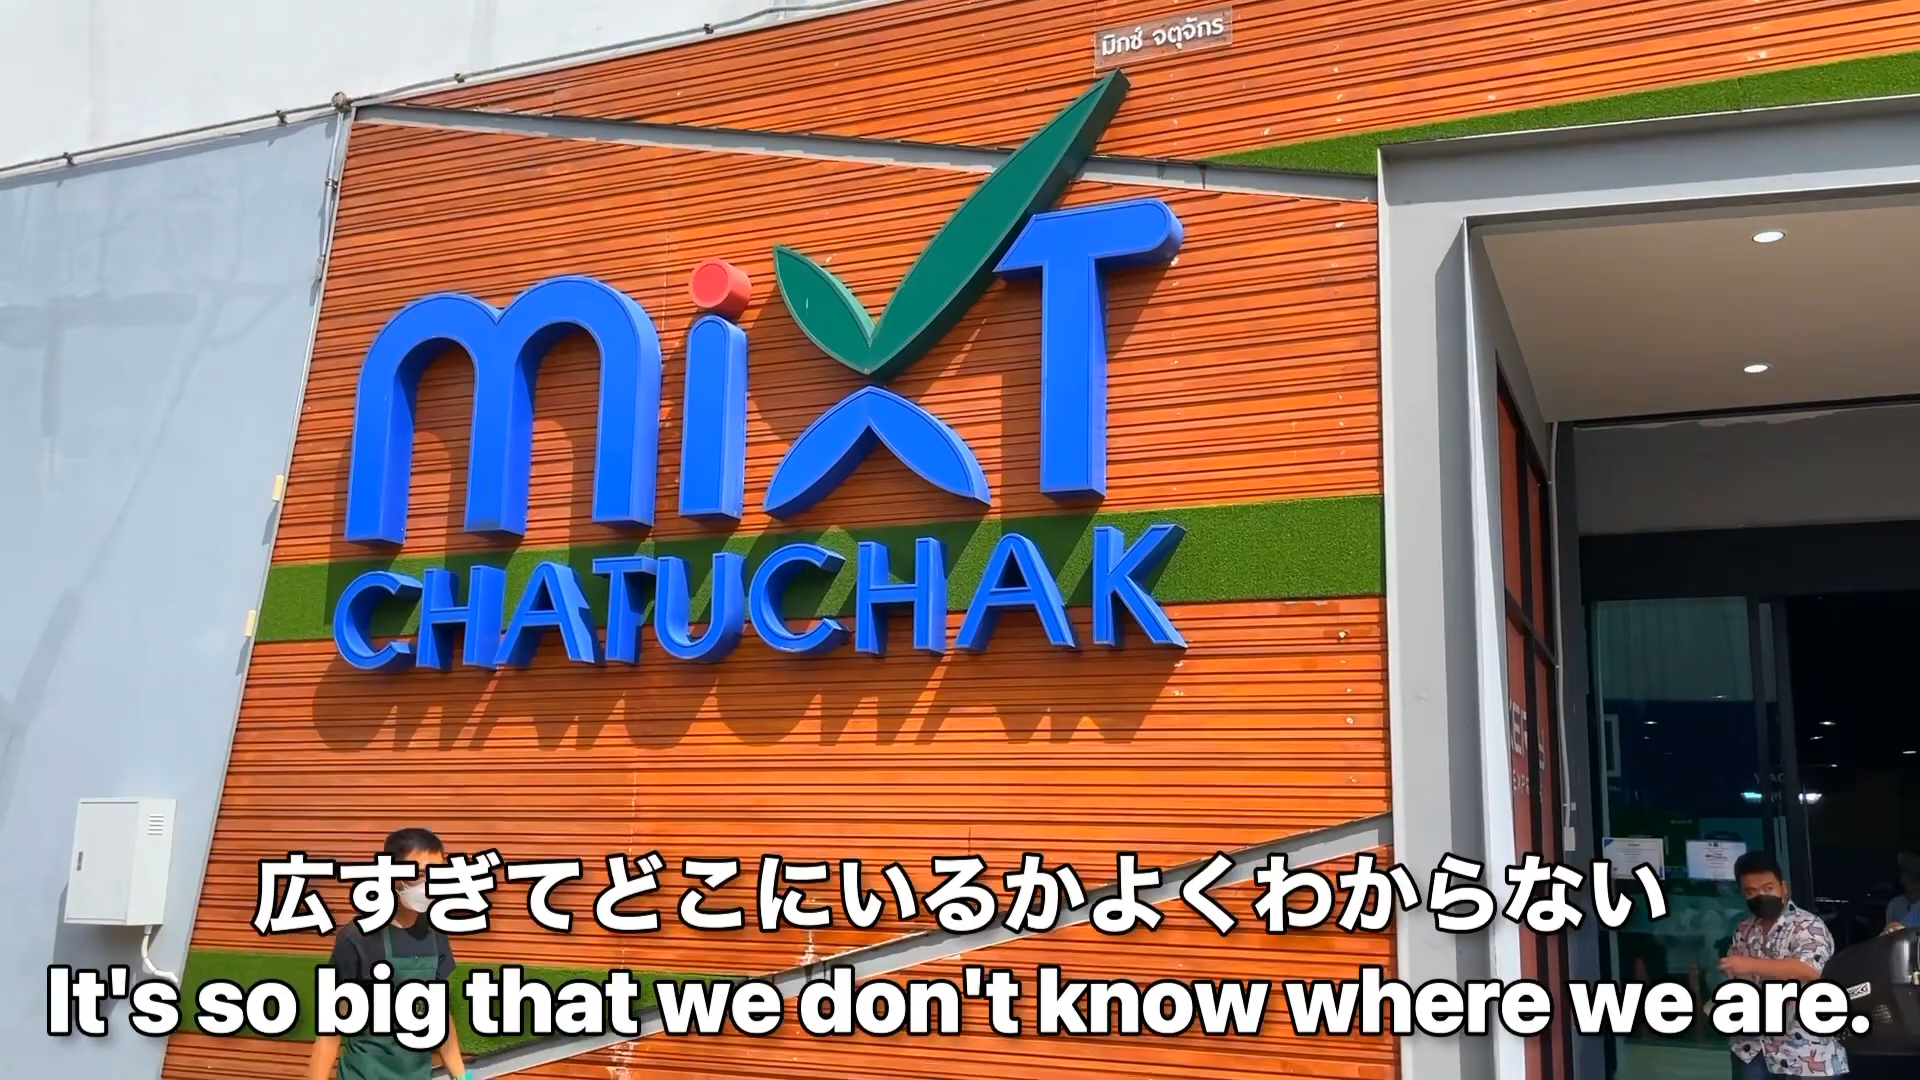 มิกซ์ จตุจักร
mixT
CHATUCHAK
広すぎてどこにいるかよくわからない
It's so big that we don't know where we are.